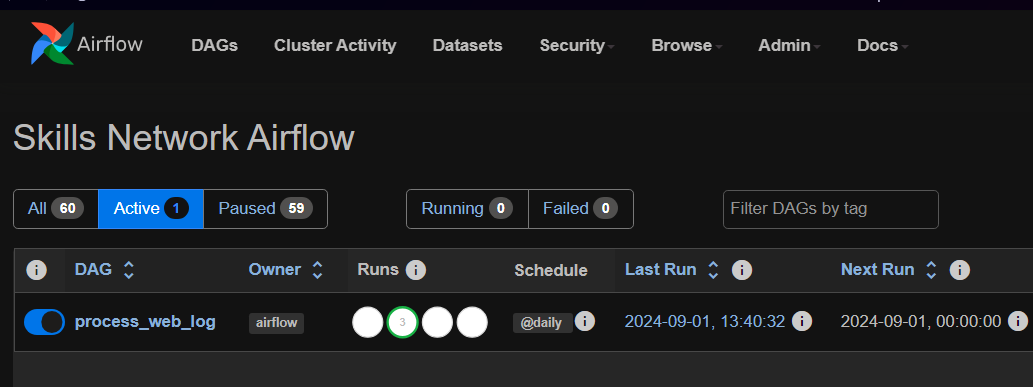 Airflow DAGs Cluster Activity Datasets Security Browse Admin Docs
Skills Network Airflow
All 60 Active 1 Paused 59 Running 0 Failed 0 Filter DAGs by tag
i DAG Owner Runs i Schedule Last Run i Next Run i
process_web_log airflow 3 @daily i 2024-09-01, 13:40:32 i 2024-09-01, 00:00:00 i